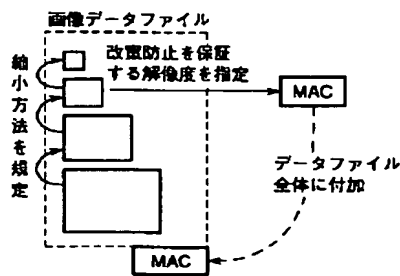 画像データファイル
縮小方法を規定
改竄防止を保証
する解像度を指定
MAC
データファイル
全体に付加
MAC